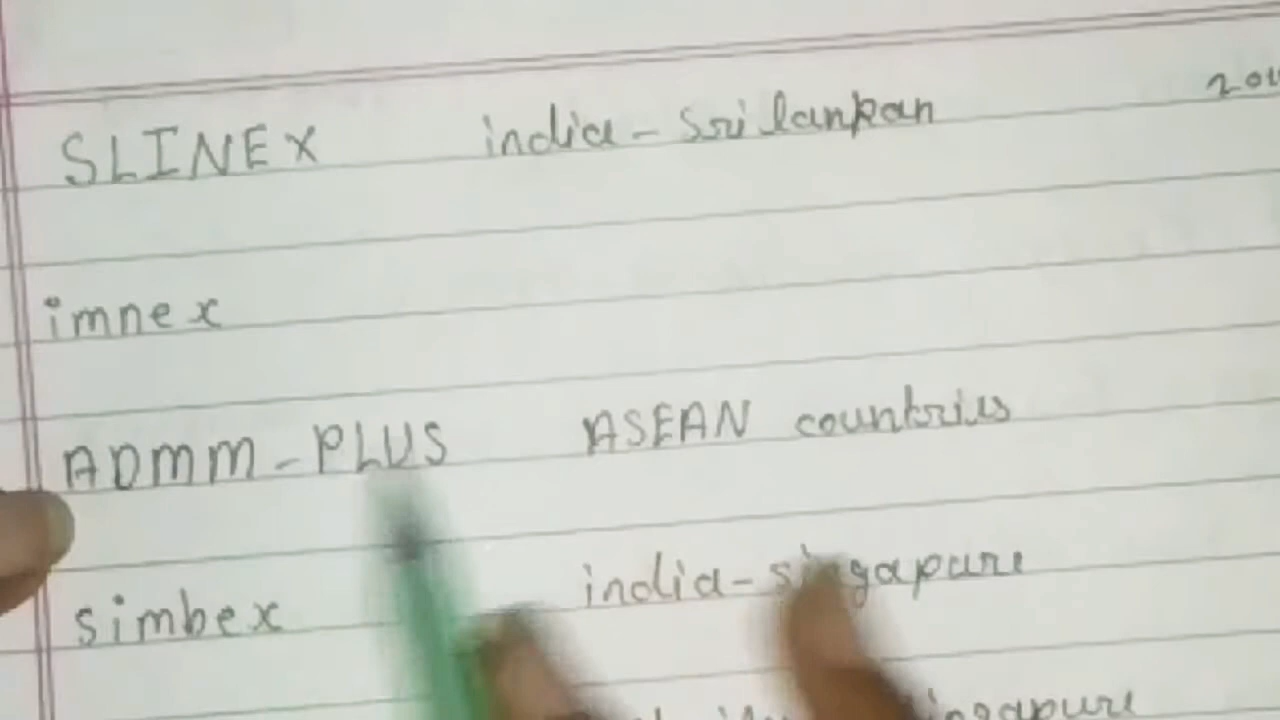 SLINEX india - Sri lankan
imnex
ADMM - PLUS ASEAN countries
simbex india - singapure